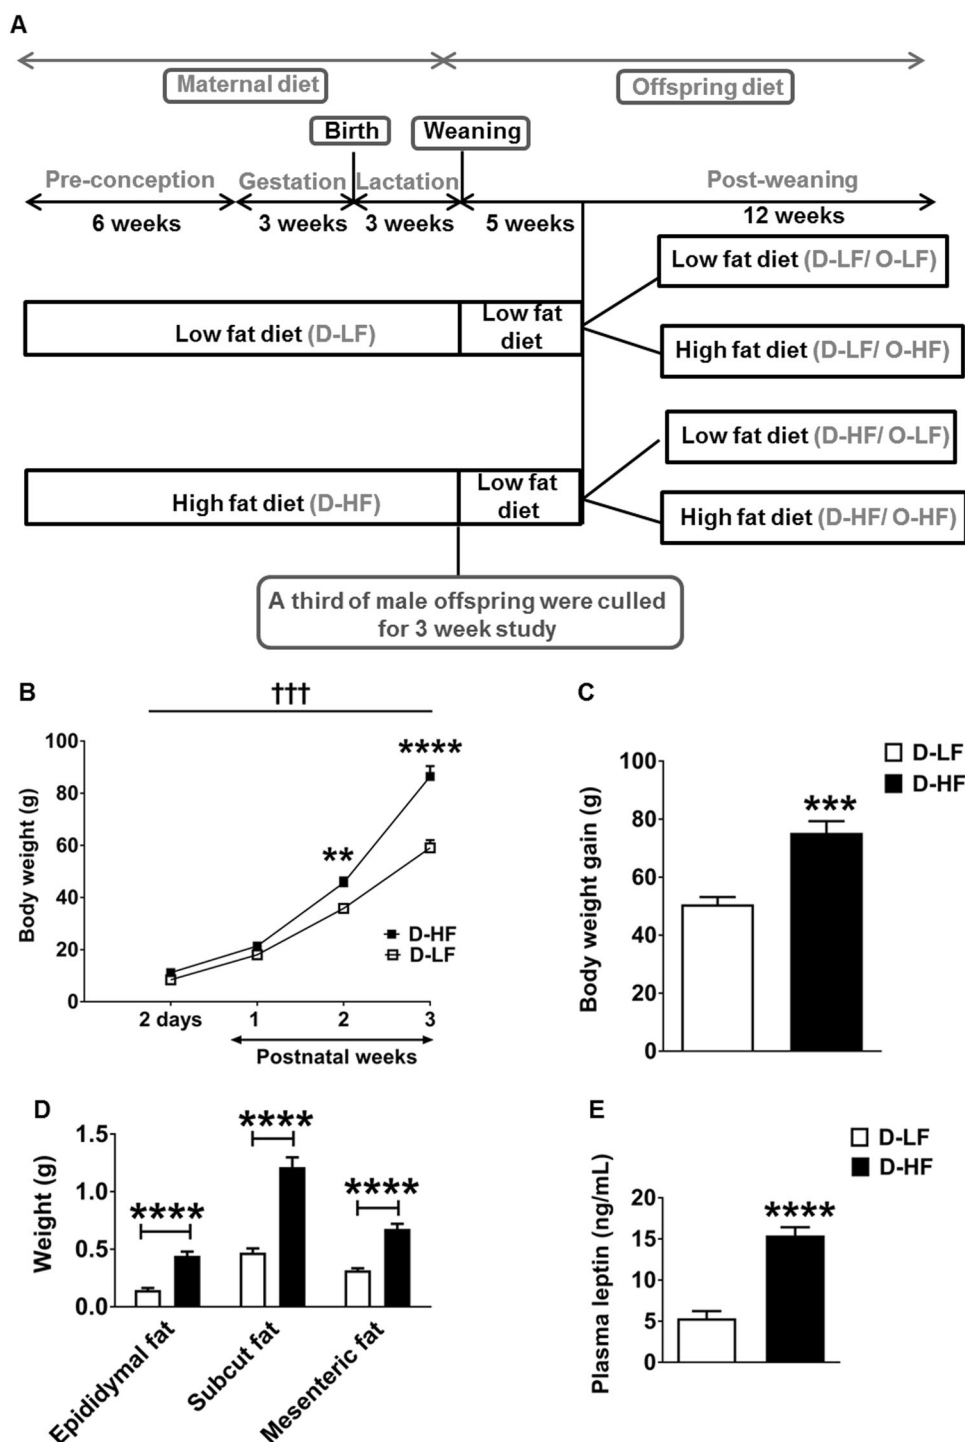 A
Maternal diet
Offspring diet
Birth
Weaning
Pre-conception
Gestation
Lactation
Post-weaning
6 weeks
3 weeks
3 weeks
5 weeks
12 weeks
Low fat diet (D-LF/ O-LF)
Low fat diet (D-LF)
Low fat
diet
High fat diet (D-LF/ O-HF)
Low fat diet (D-HF/ O-LF)
High fat diet (D-HF)
Low fat
diet
High fat diet (D-HF/ O-HF)
A third of male offspring were culled
for 3 week study
B
†††
Body weight (g)
100
80
60
40
20
0
****
**
D-HF
D-LF
2 days
1
2
3
Postnatal weeks
C
D-LF
D-HF
Body weight gain (g)
100
80
60
40
20
0
***
D
Weight (g)
1.5
1.0
0.5
0.0
****
****
****
Epididymal fat
Subcut fat
Mesenteric fat
E
D-LF
D-HF
Plasma leptin (ng/mL)
20
15
10
5
0
****